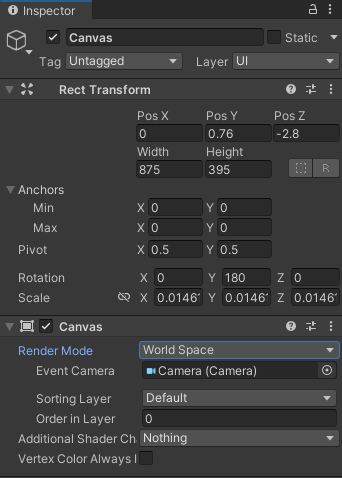 Inspector
Canvas Static
Tag Untagged Layer UI
Rect Transform
Pos X Pos Y Pos Z
0 0.76 -2.8
Width Height
875 395
R
Anchors
Min X 0 Y 0
Max X 0 Y 0
Pivot X 0.5 Y 0.5
Rotation X 0 Y 180 Z 0
Scale X 0.0146 Y 0.0146 Z 0.0146
Canvas
Render Mode World Space
Event Camera Camera (Camera)
Sorting Layer Default
Order in Layer 0
Additional Shader Ch Nothing
Vertex Color Always